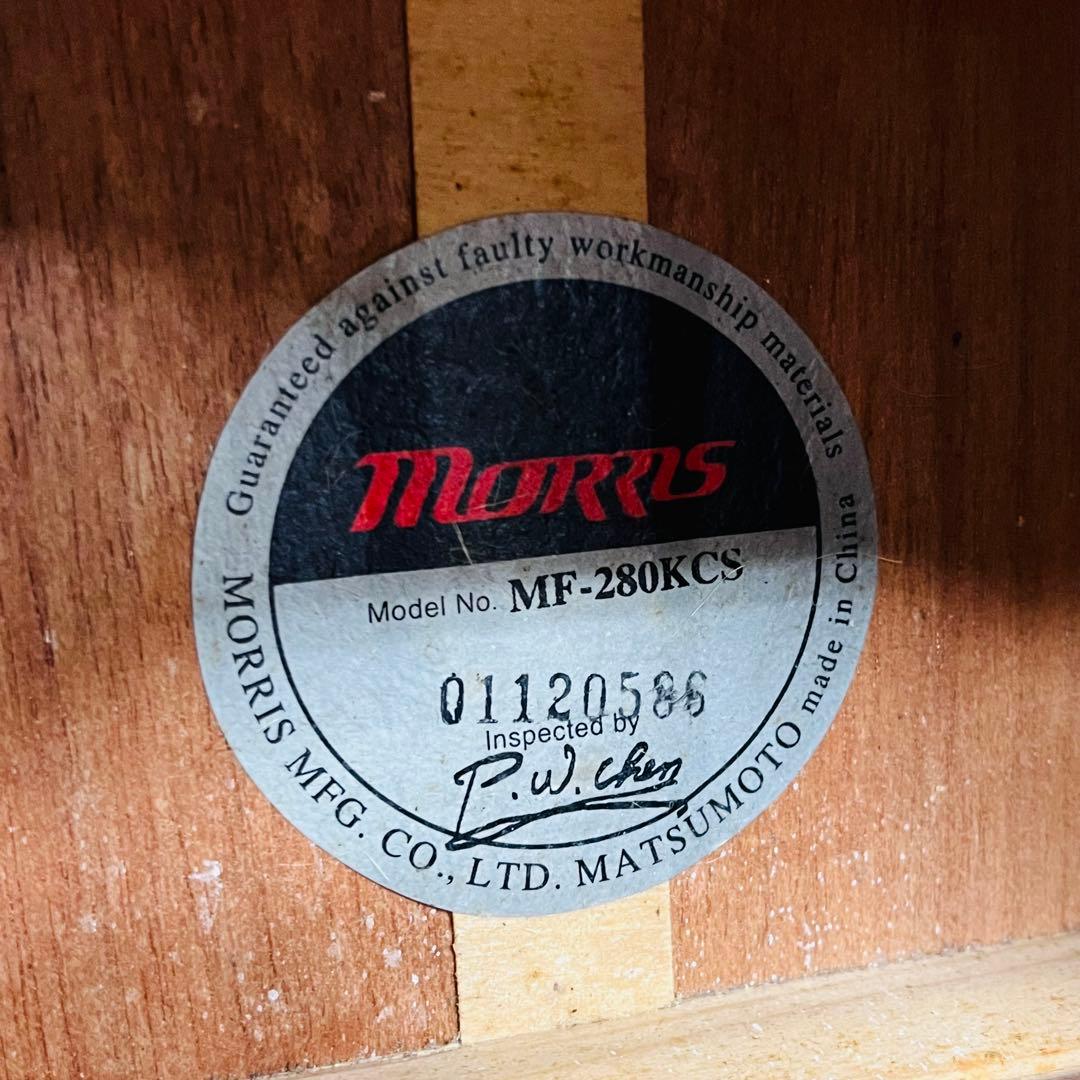 Guaranteed against faulty workmanship materials
MORRIS
Model No. MF-280KCS
01120586
Inspected by
P.W. Chen
MORRIS MFG. CO., LTD. MATSUMOTO made in China